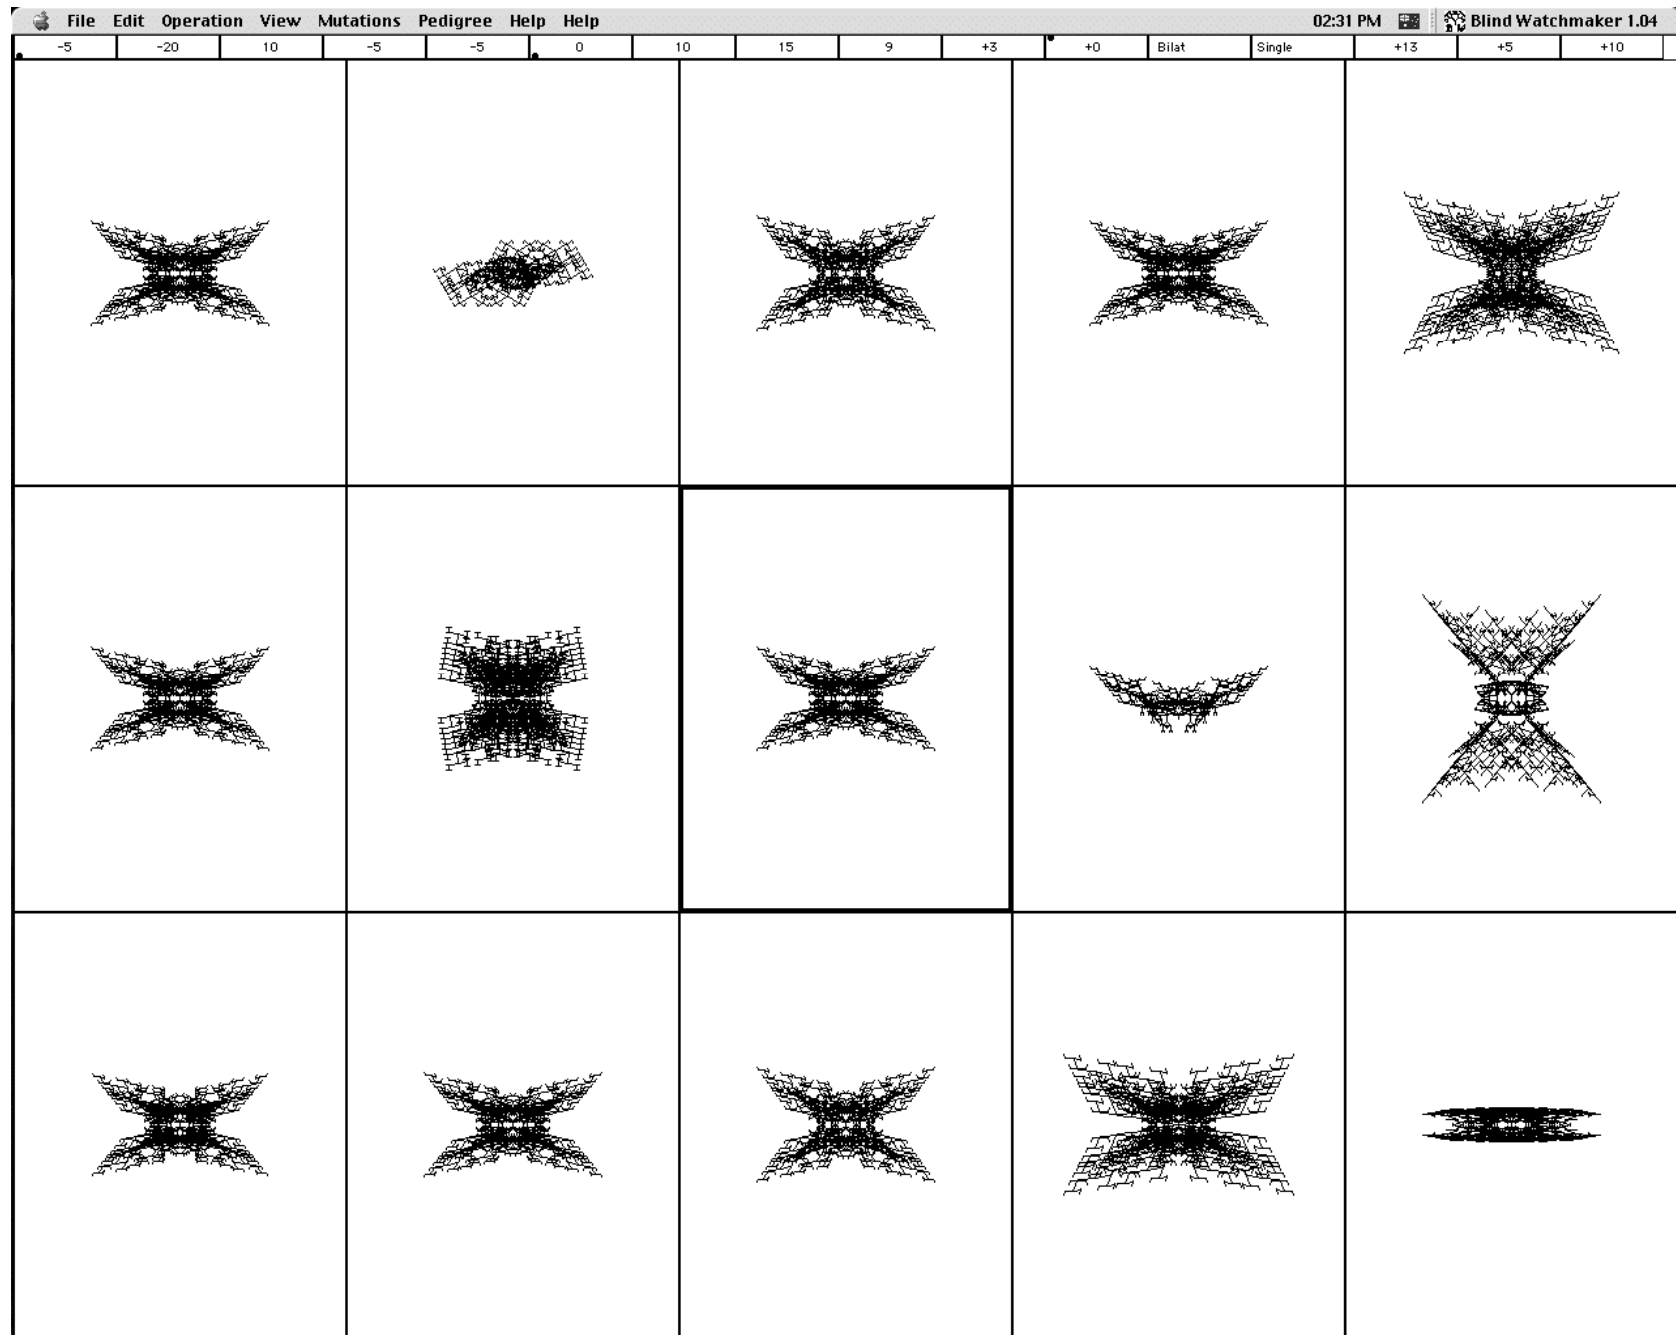 File Edit Operation View Mutations Pedigree Help Help 02:31 PM Blind Watchmaker 1.04
-5 -20 10 -5 -5 0 10 15 9 +3 +0 Bilat Single +13 +5 +10